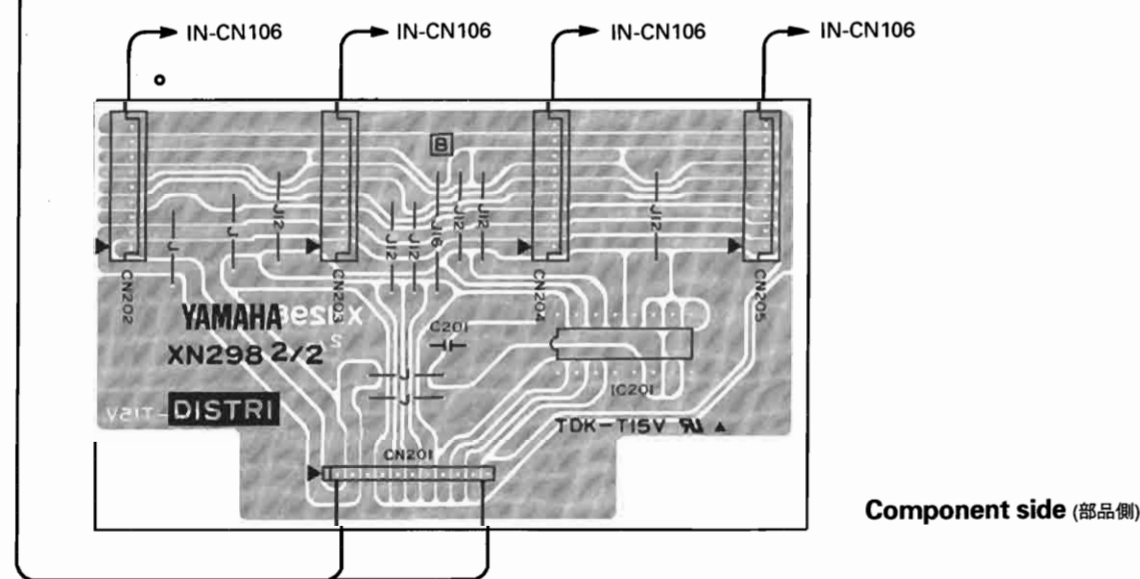 IN-CN106
IN-CN106
IN-CN106
IN-CN106
B
J
J
J12
J12
J12
J16
J12
J12
J12
CN202
CN203
CN204
CN205
YAMAHA
XN298 2/2
C201
J
J
IC201
DISTRI
TDK-T15V
CN201
Component side (部品側)